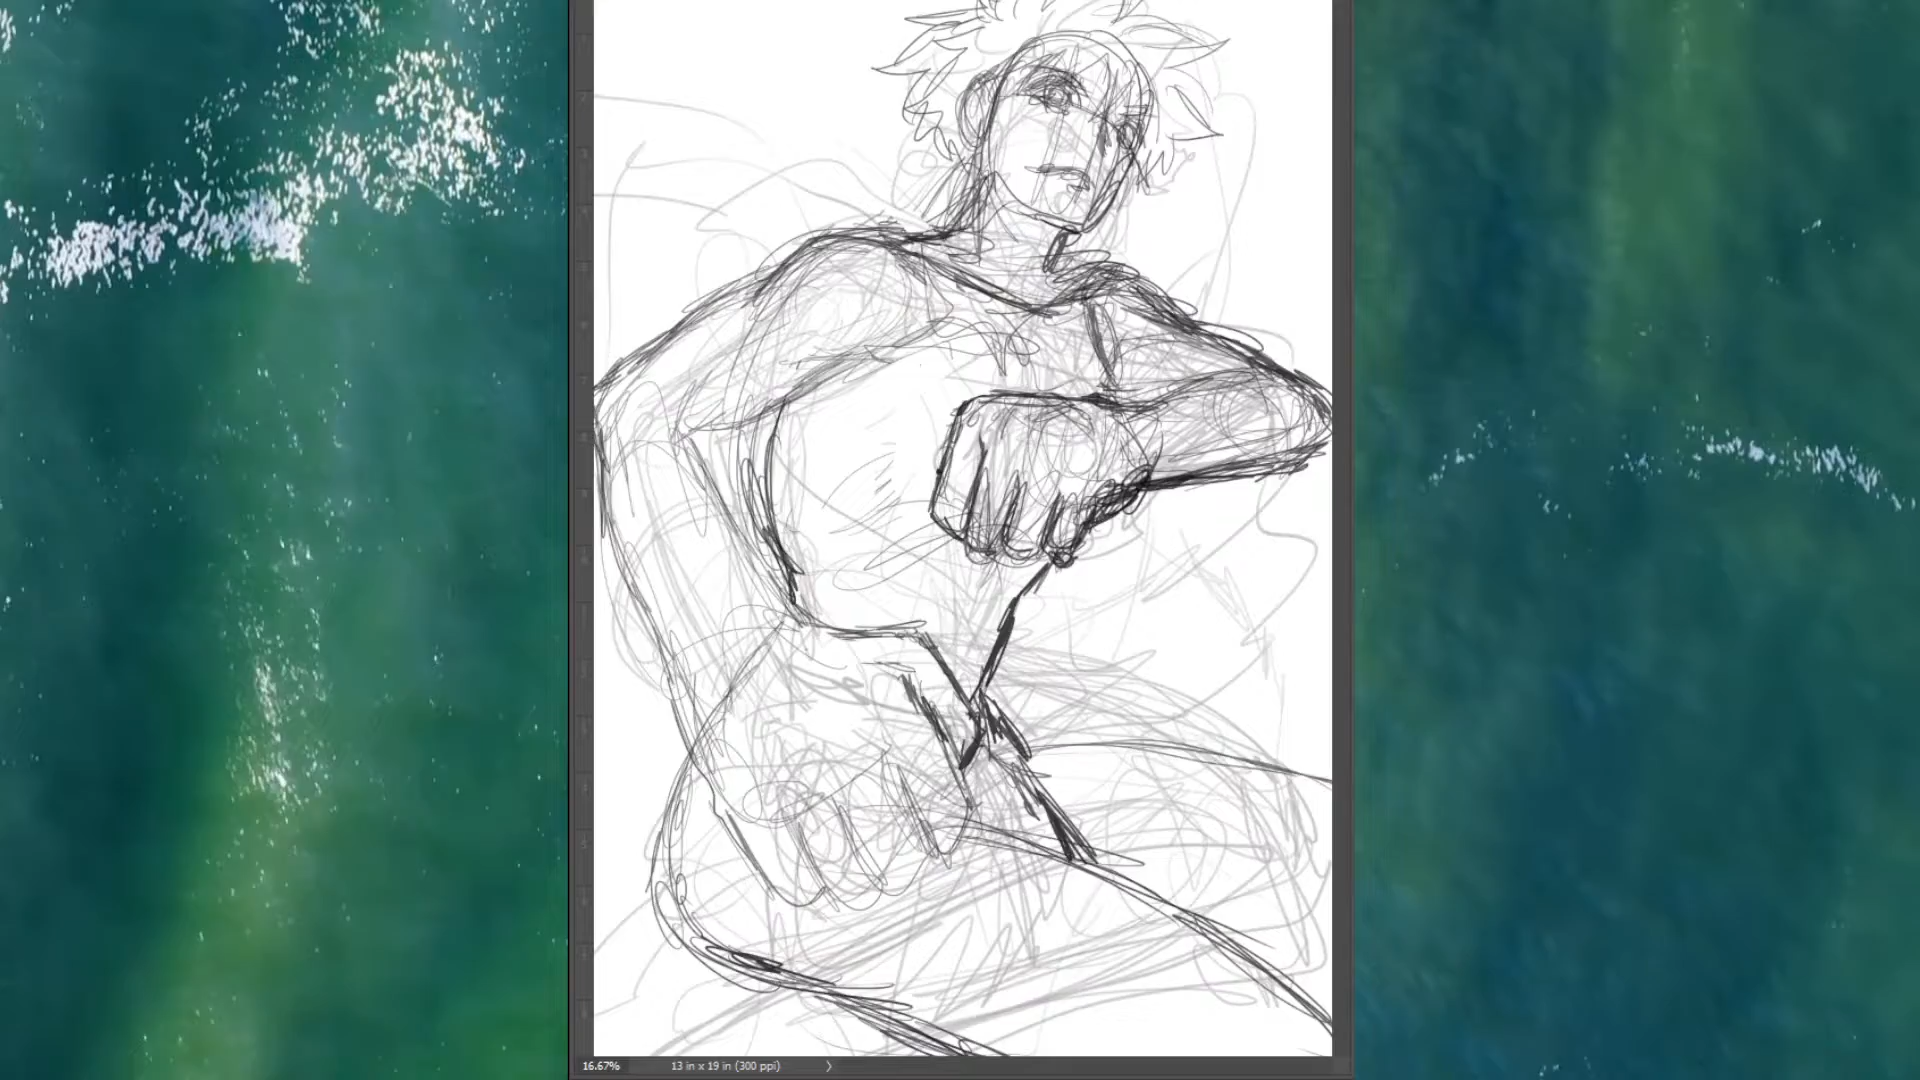 16.67%
13 in x 19 in (300 ppi)